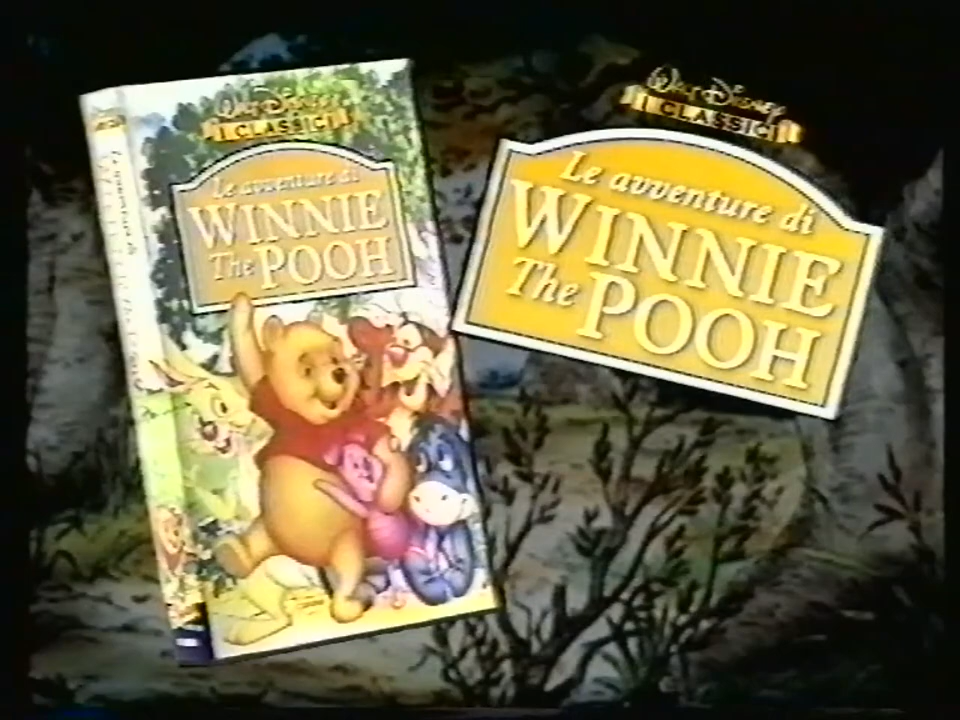 WALT DISNEY
I CLASSICI
Le avventure di
WINNIE
The POOH
WALT DISNEY
I CLASSICI
Le avventure di
WINNIE
The POOH